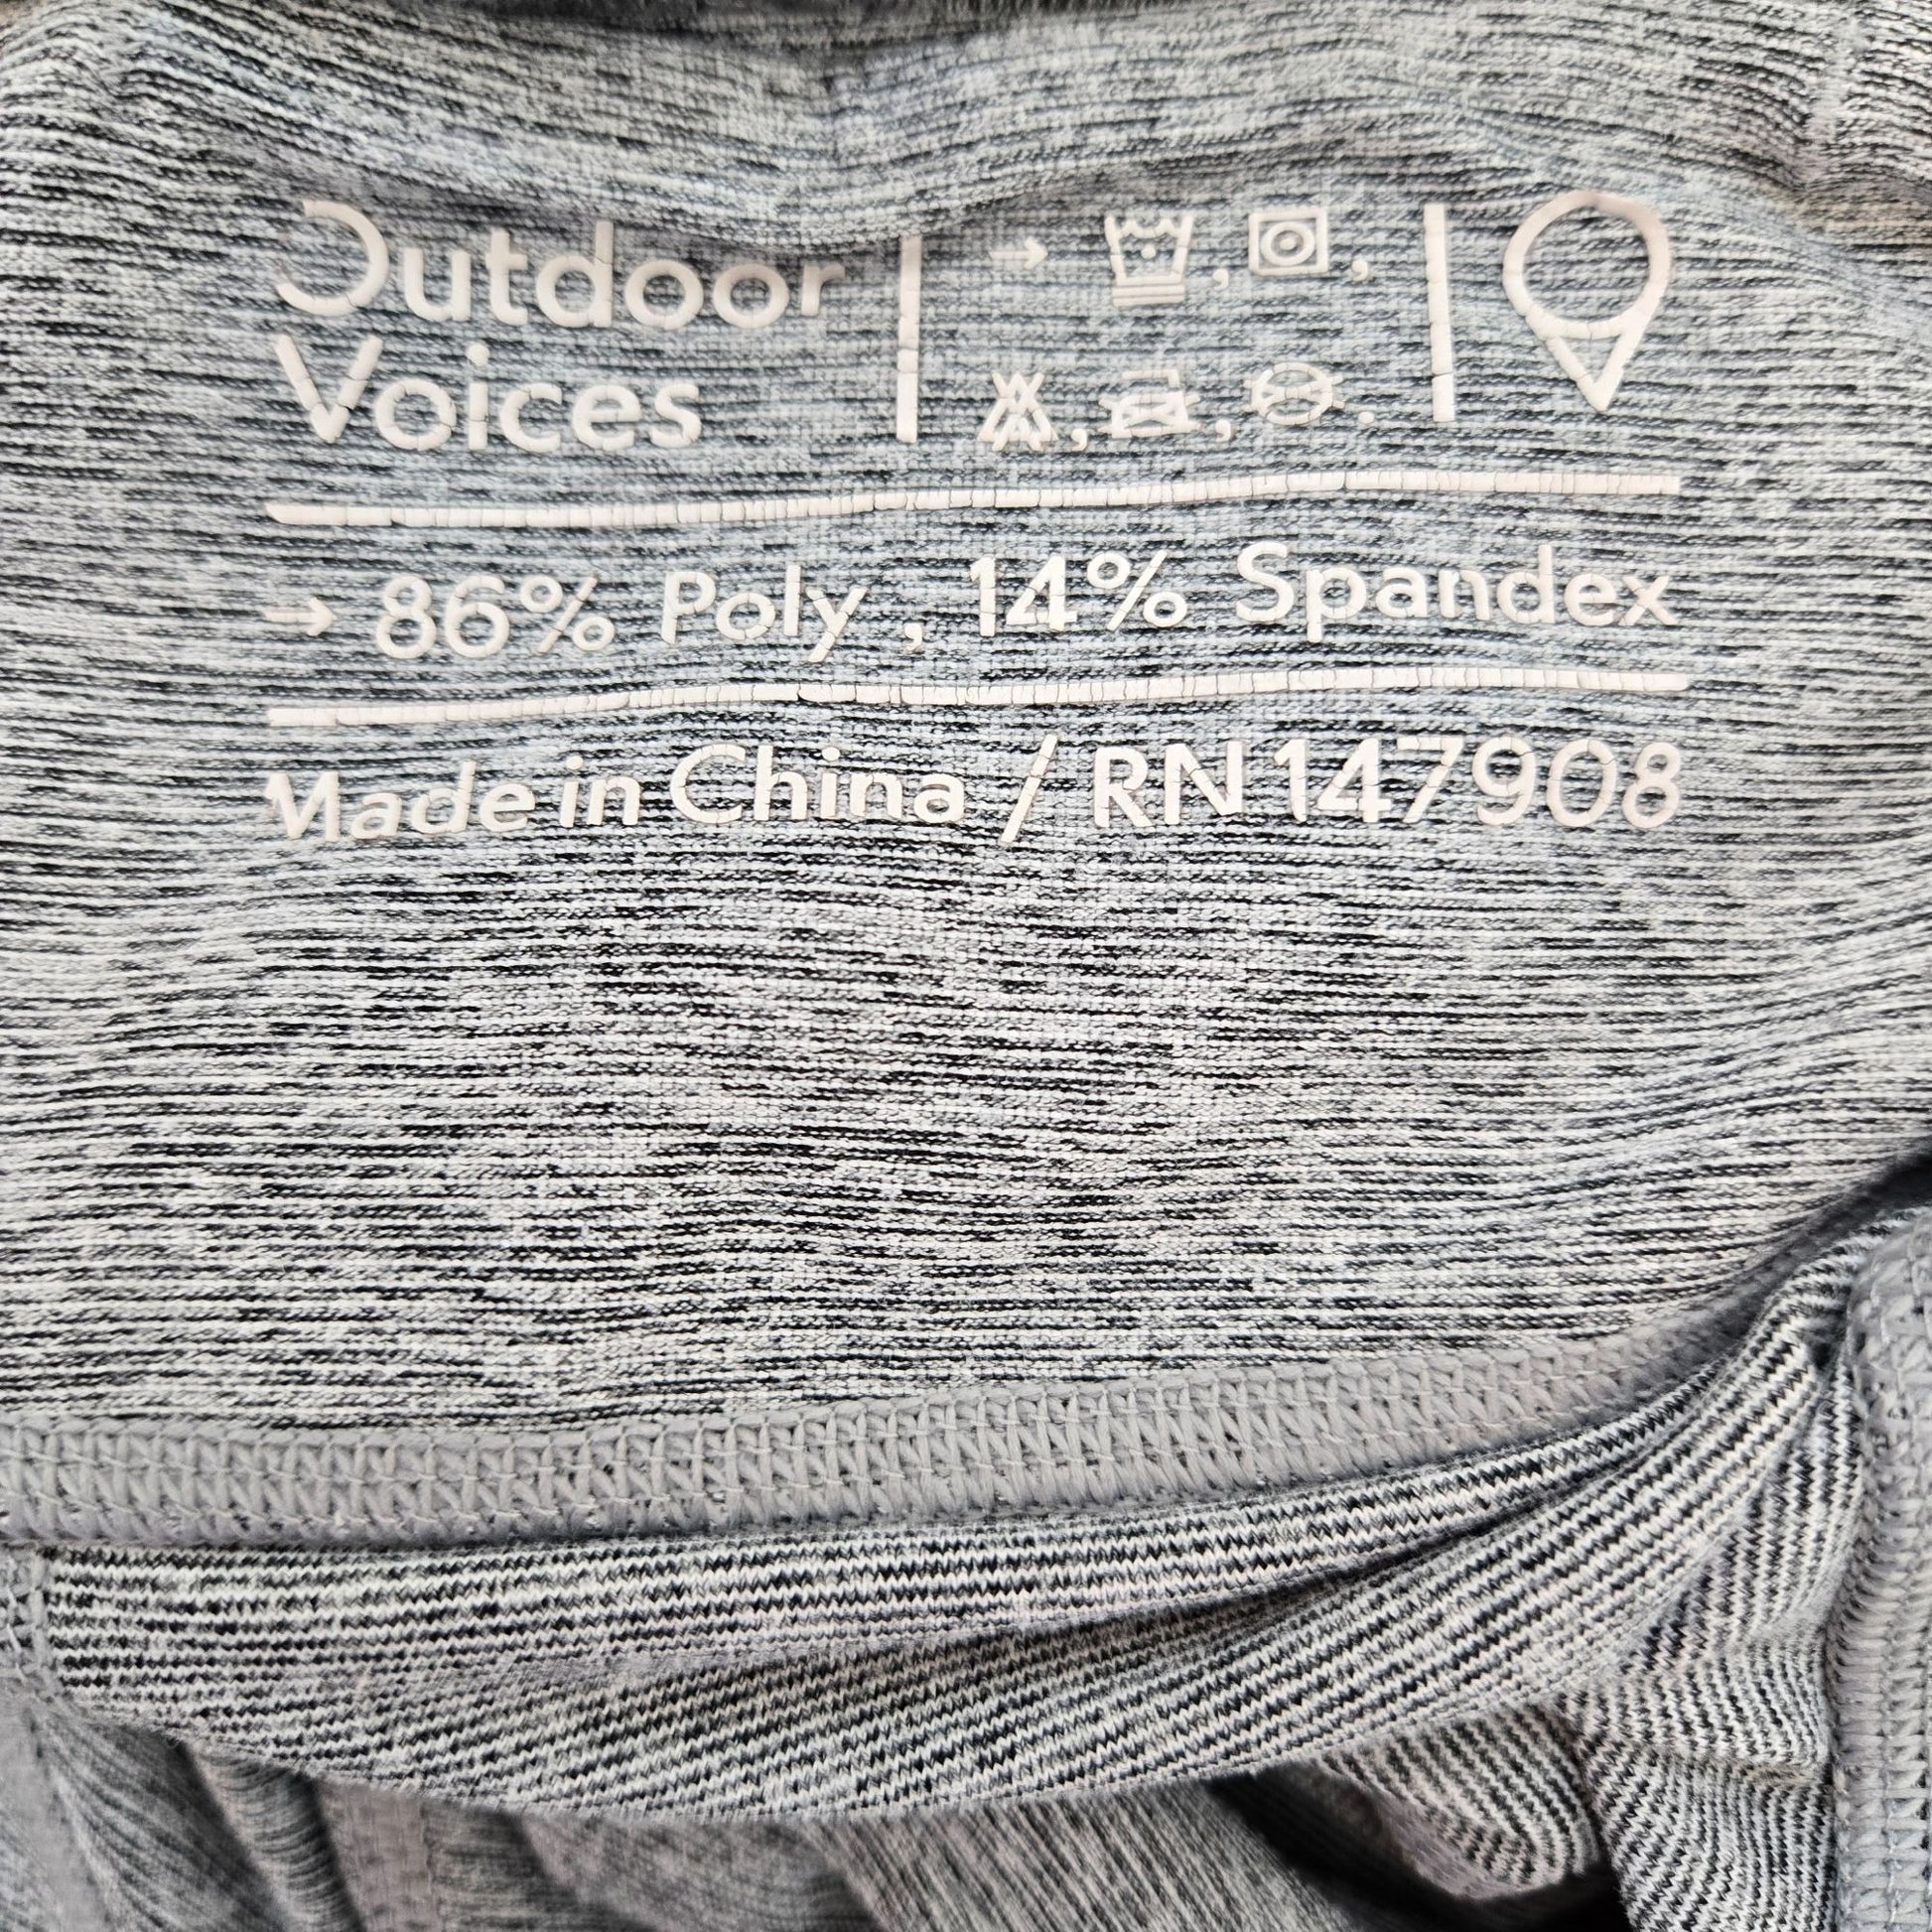 Outdoor
Voices
→ 86% Poly, 14% Spandex
Made in China / RN 147908